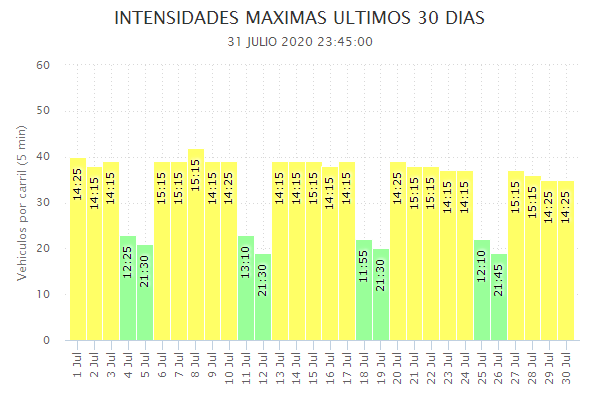 INTENSIDADES MAXIMAS ULTIMOS 30 DIAS
31 JULIO 2020 23:45:00
Vehiculos por carril (5 min)
60
50
40
30
20
10
0
14:25
14:15
14:15
12:25
21:30
15:15
15:15
15:15
14:15
14:25
13:10
21:30
14:15
14:15
15:15
14:15
14:15
11:55
21:30
14:25
15:15
15:15
14:15
14:15
12:10
21:45
15:15
15:15
14:25
14:25
1 Jul
2 Jul
3 Jul
4 Jul
5 Jul
6 Jul
7 Jul
8 Jul
9 Jul
10 Jul
11 Jul
12 Jul
13 Jul
14 Jul
15 Jul
16 Jul
17 Jul
18 Jul
19 Jul
20 Jul
21 Jul
22 Jul
23 Jul
24 Jul
25 Jul
26 Jul
27 Jul
28 Jul
29 Jul
30 Jul